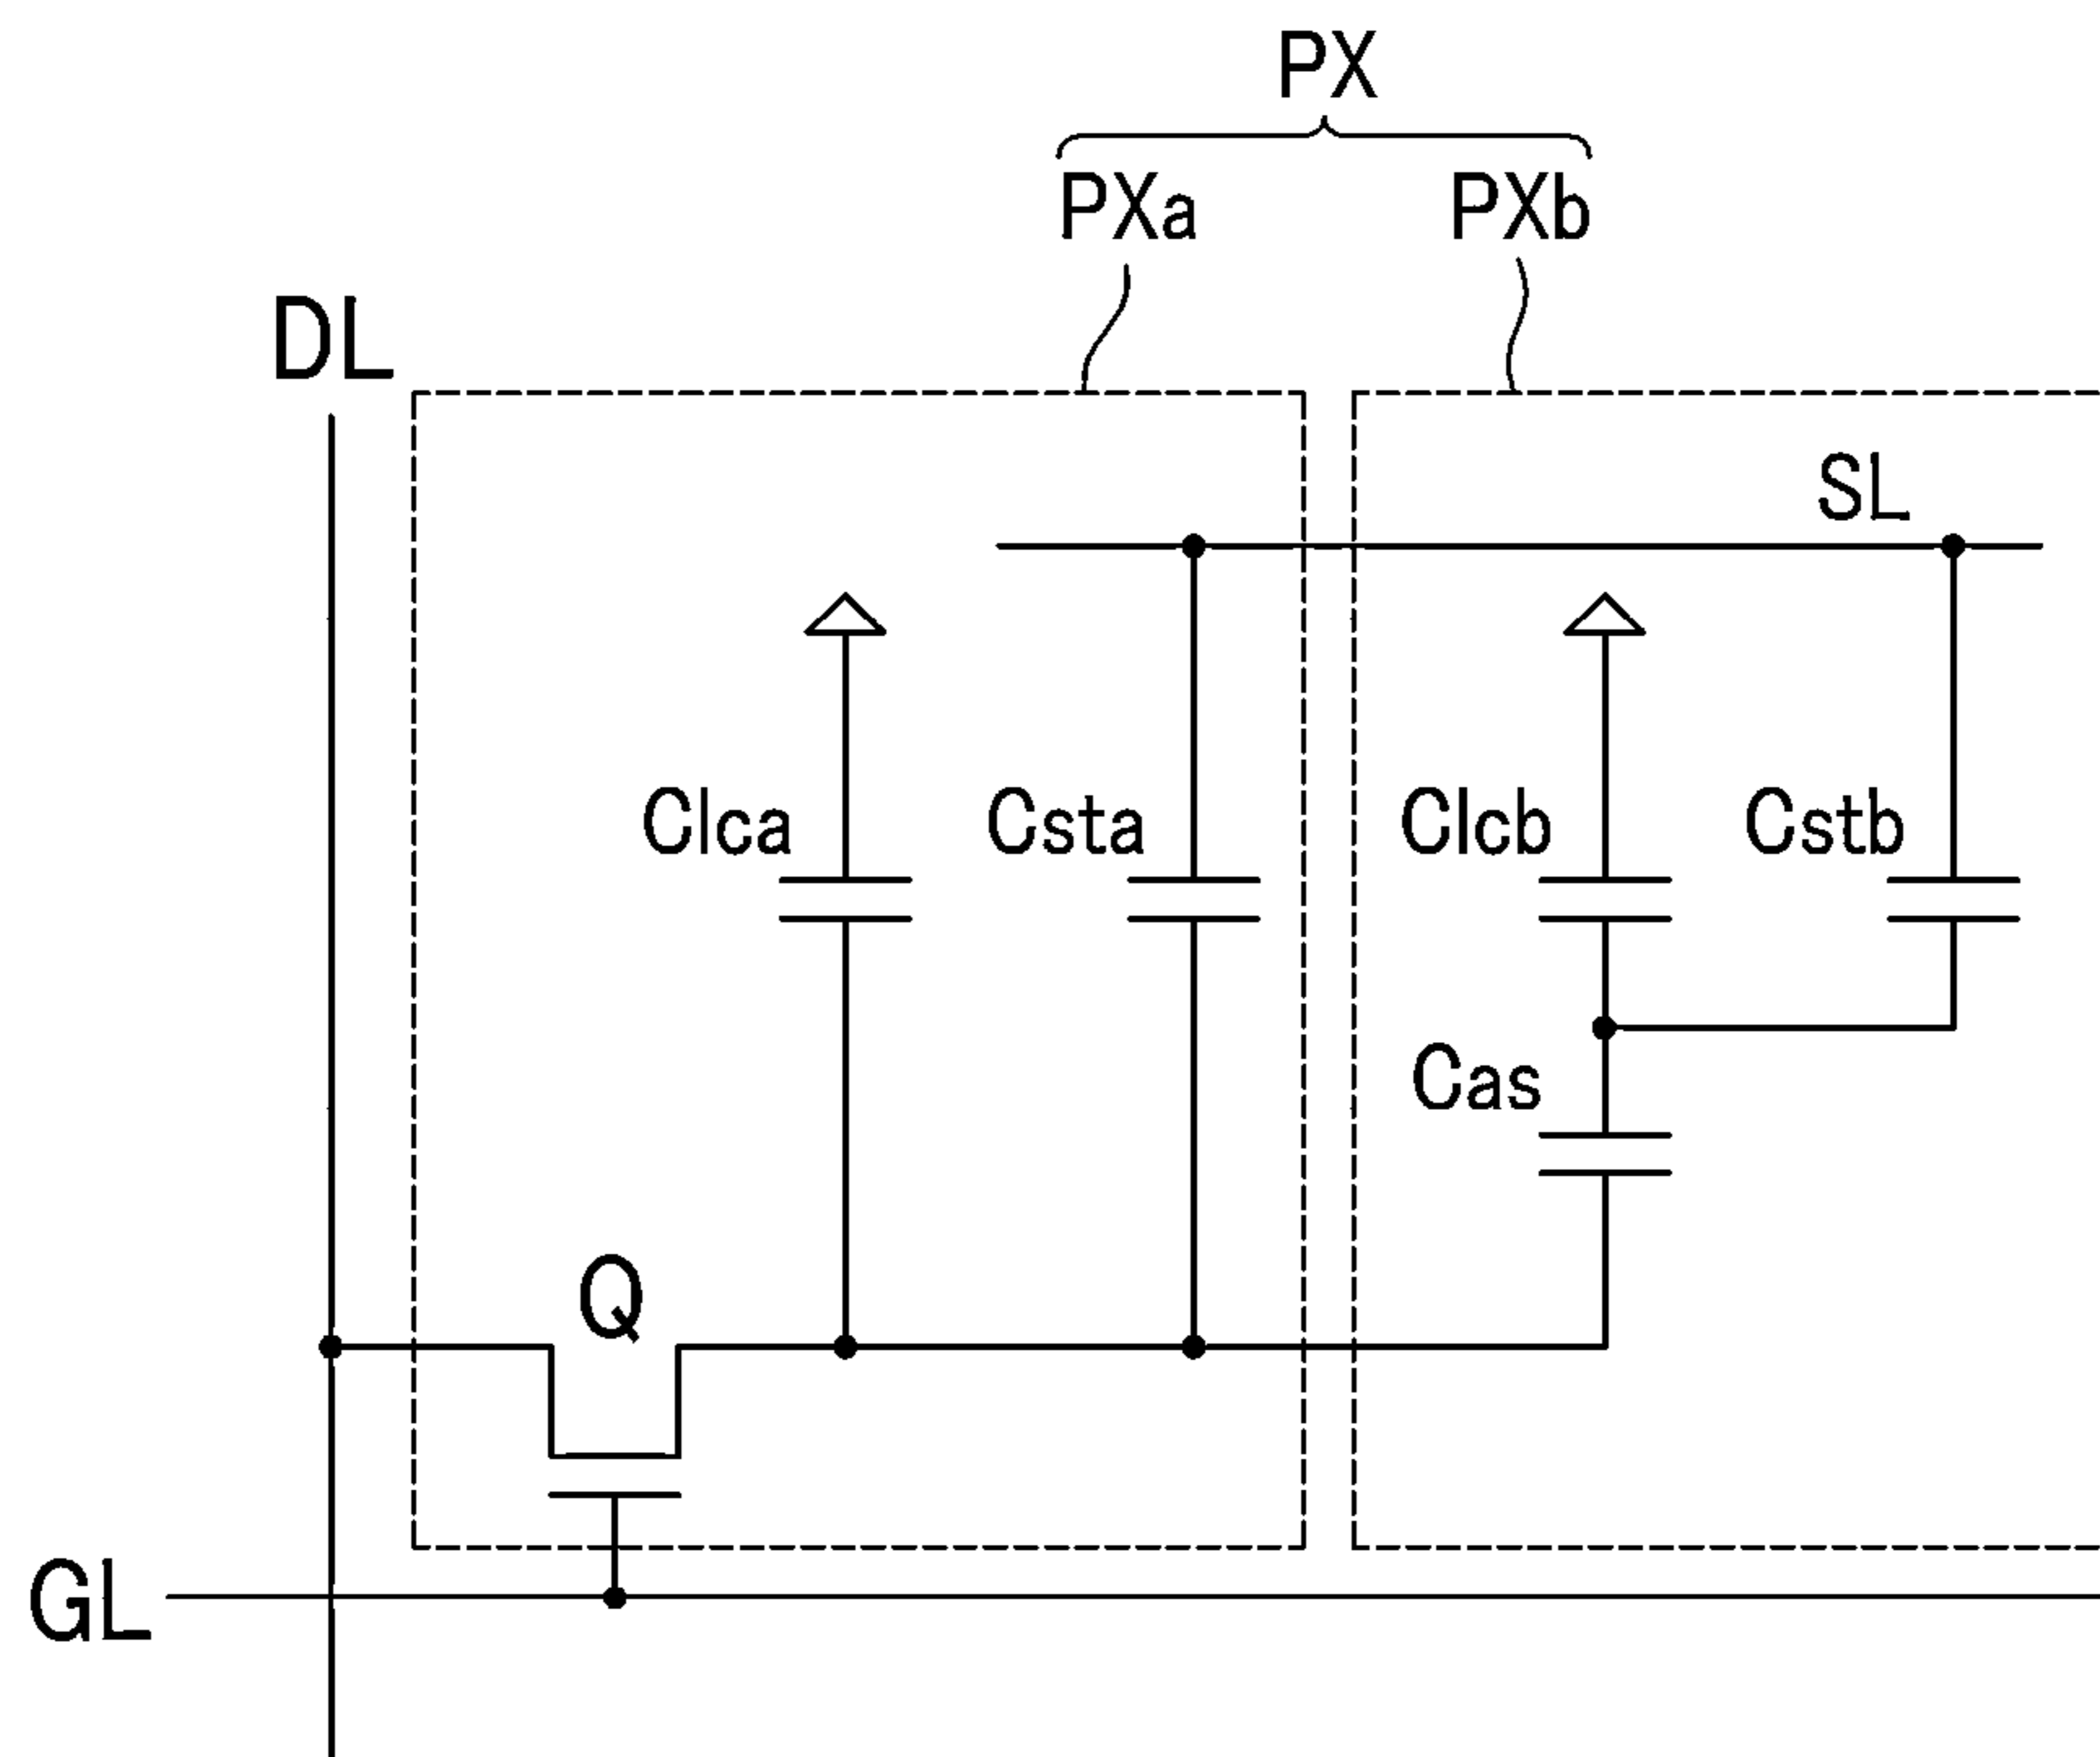 PX
PXa PXb
DL
SL
Clca Csta Clcb Cstb
Cas
Q
GL